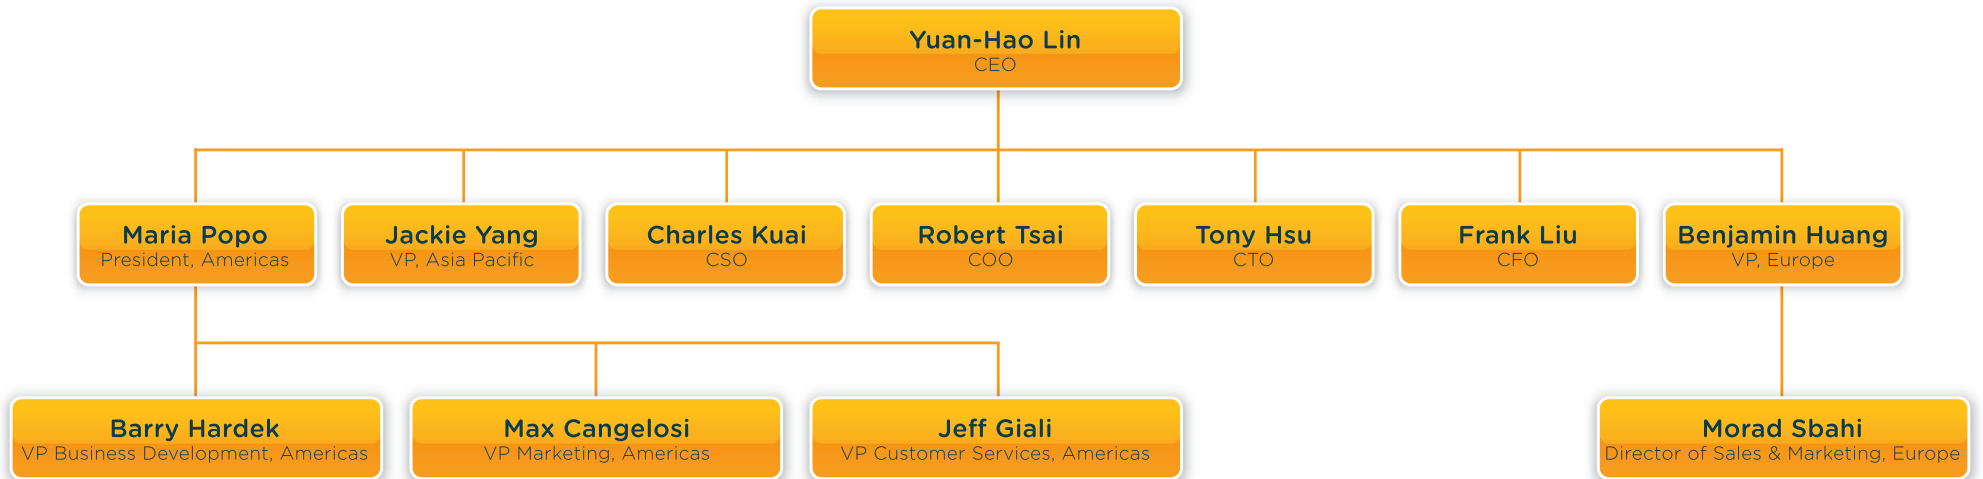 Yuan-Hao Lin
CEO
Maria Popo
President, Americas
Jackie Yang
VP, Asia Pacific
Charles Kuai
CSO
Robert Tsai
COO
Tony Hsu
CTO
Frank Liu
CFO
Benjamin Huang
VP, Europe
Barry Hardek
VP Business Development, Americas
Max Cangelosi
VP Marketing, Americas
Jeff Giali
VP Customer Services, Americas
Morad Sbahi
Director of Sales & Marketing, Europe